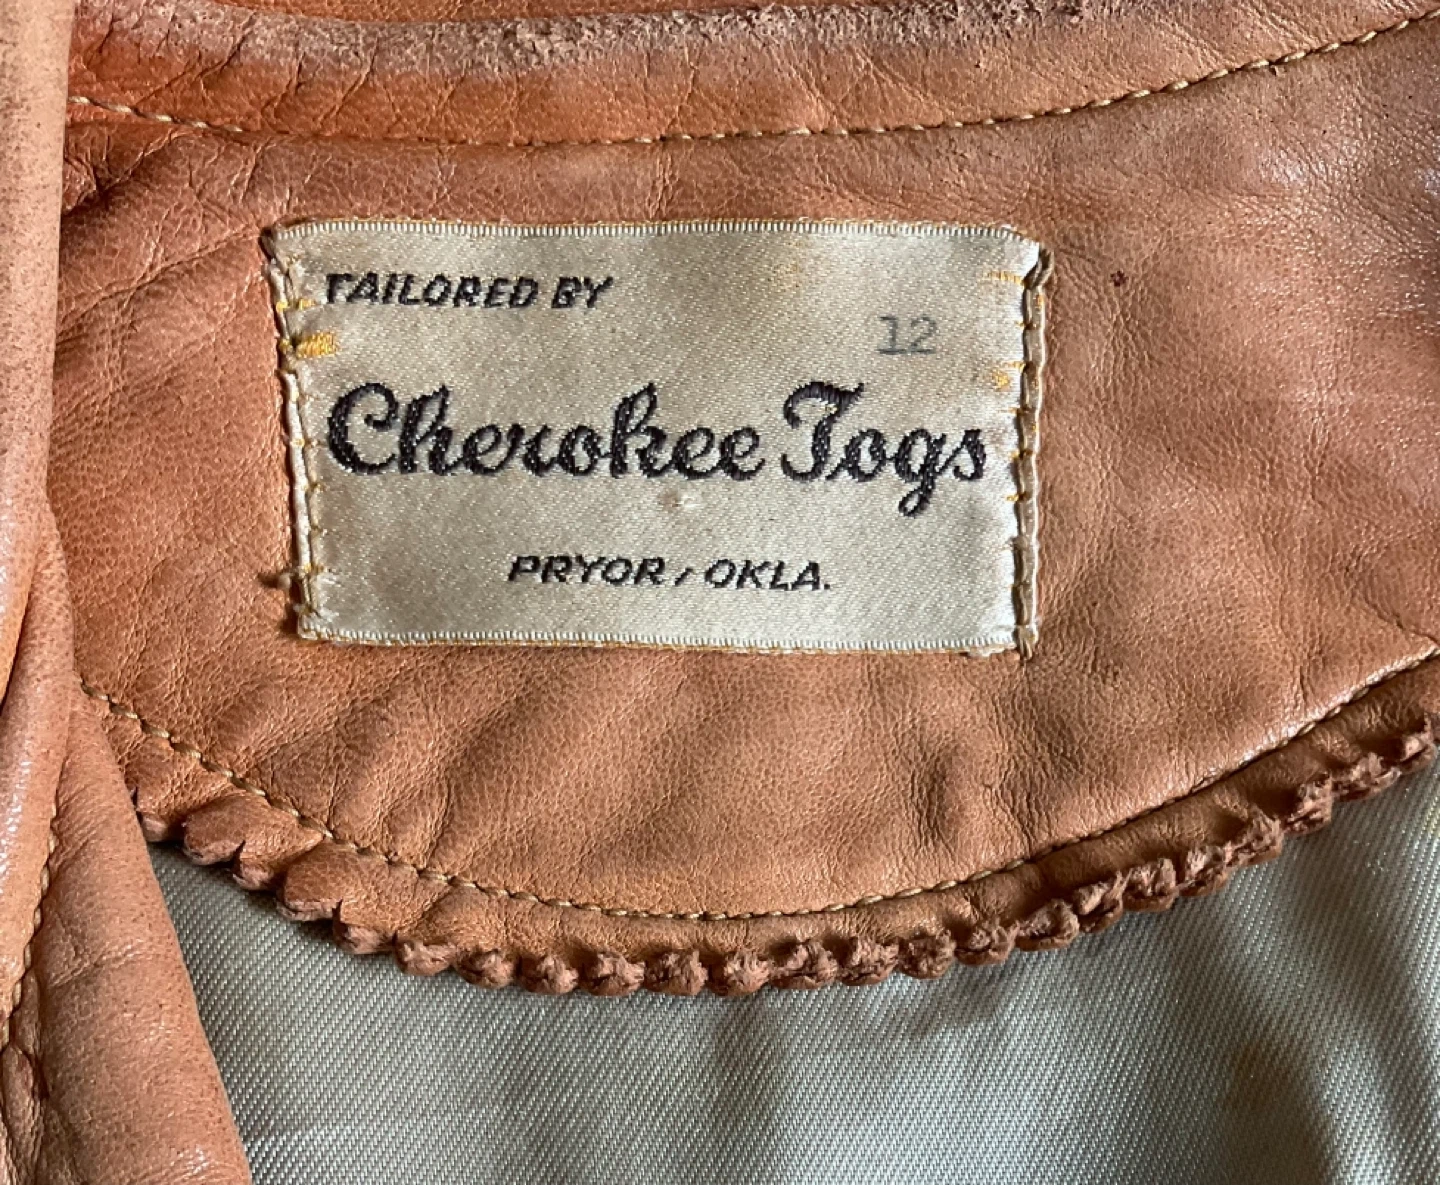 TAILORED BY
12
Cherokee Togs
PRYOR, OKLA.